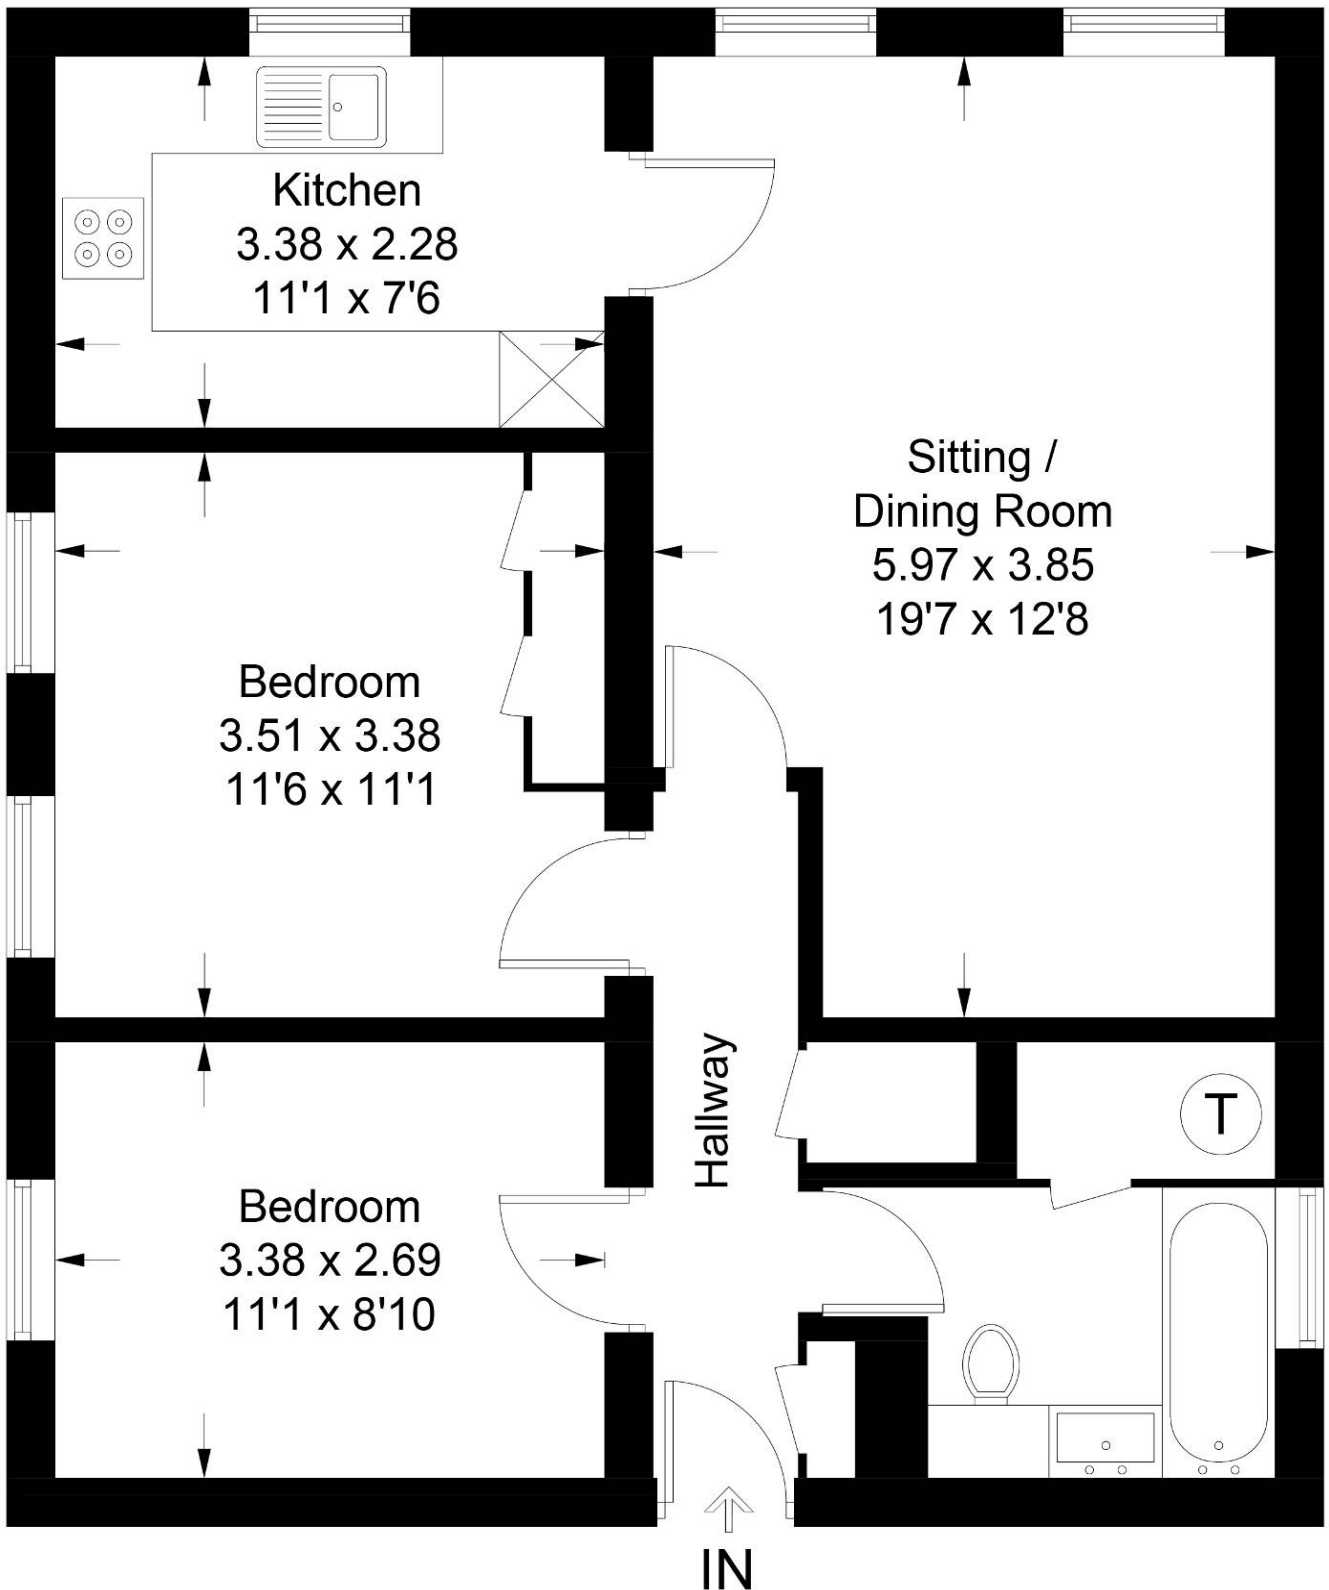 Kitchen
3.38 x 2.28
11'1 x 7'6
Sitting /
Dining Room
5.97 x 3.85
19'7 x 12'8
Bedroom
3.51 x 3.38
11'6 x 11'1
Hallway
T
Bedroom
3.38 x 2.69
11'1 x 8'10
IN